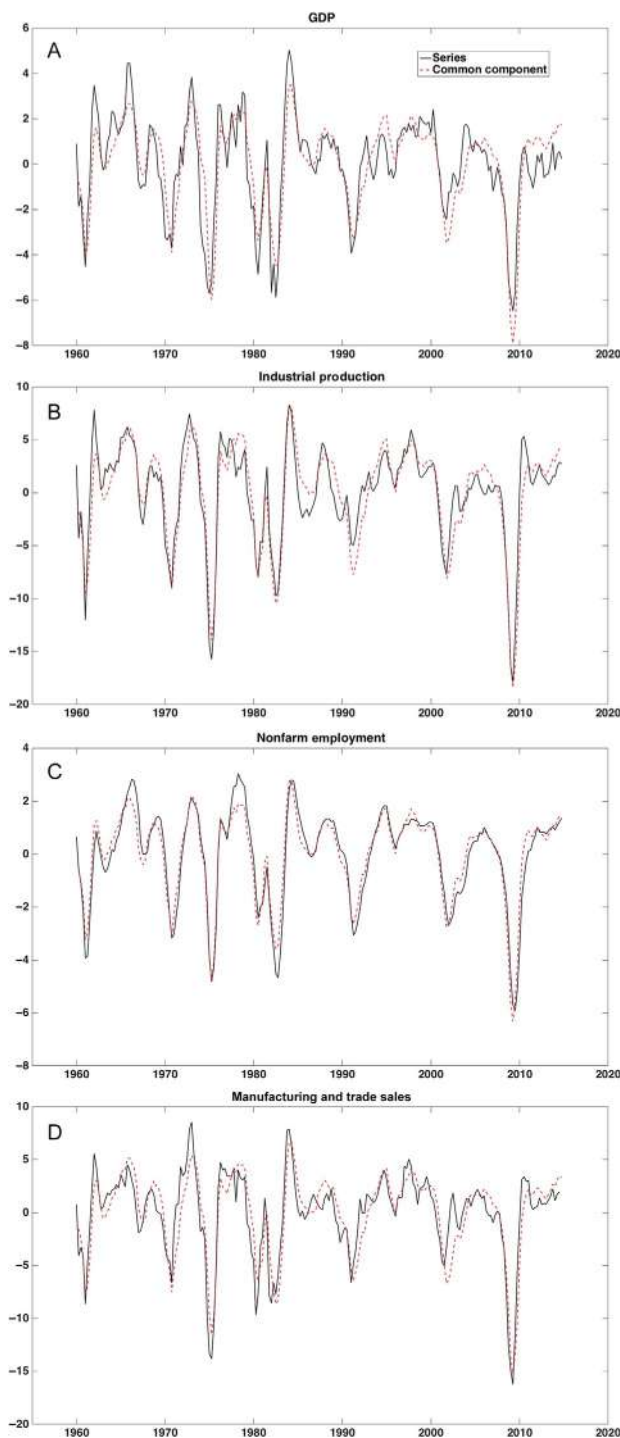 GDP
A
Series
Common component
6
4
2
0
−2
−4
−6
−8
1960 1970 1980 1990 2000 2010 2020
Industrial production
B
10
5
0
−5
−10
−15
−20
1960 1970 1980 1990 2000 2010 2020
Nonfarm employment
C
4
2
0
−2
−4
−6
−8
1960 1970 1980 1990 2000 2010 2020
Manufacturing and trade sales
D
10
5
0
−5
−10
−15
−20
1960 1970 1980 1990 2000 2010 2020